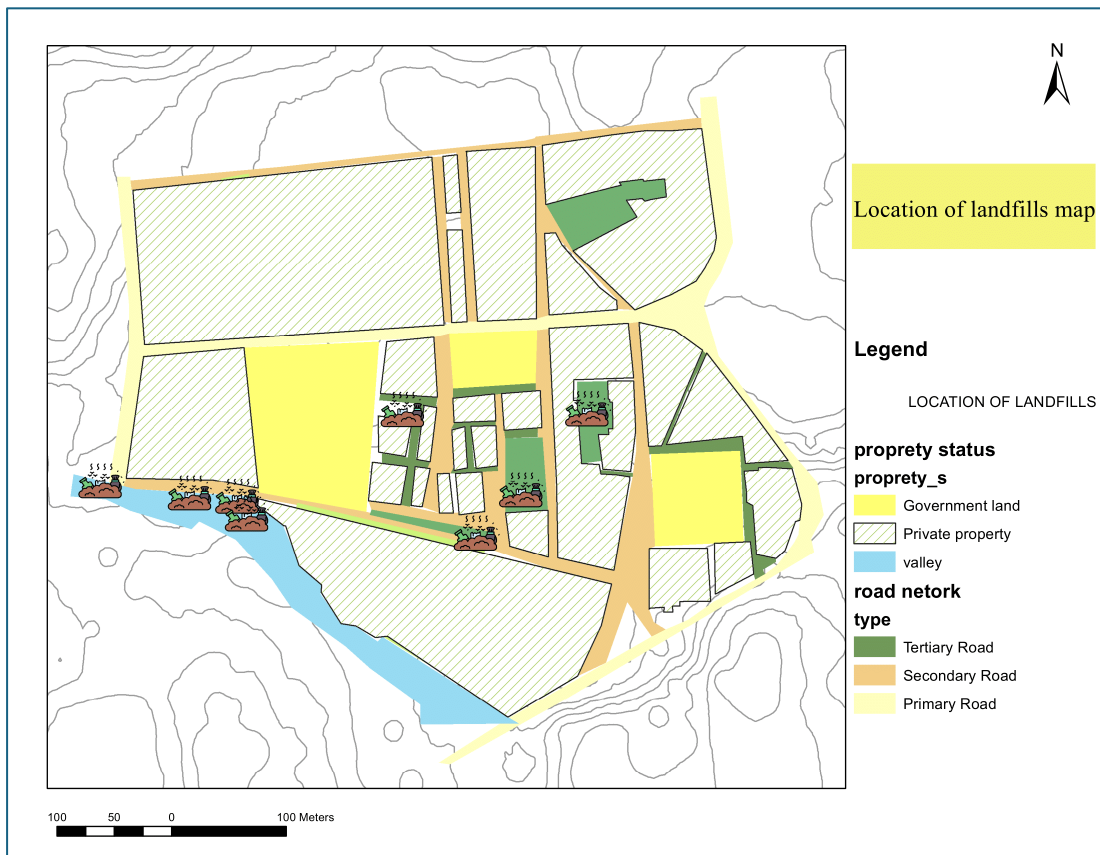 N
Location of landfills map
Legend
LOCATION OF LANDFILLS
proprety status
proprety_s
Government land
Private property
valley
road netork
type
Tertiary Road
Secondary Road
Primary Road
100 50 0 100 Meters